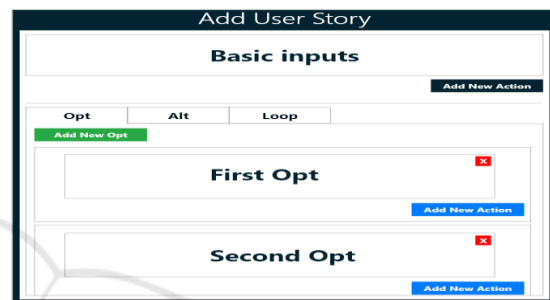 Add User Story
Basic inputs
Add New Action
Opt Alt Loop
Add New Opt
X
First Opt
Add New Action
X
Second Opt
Add New Action